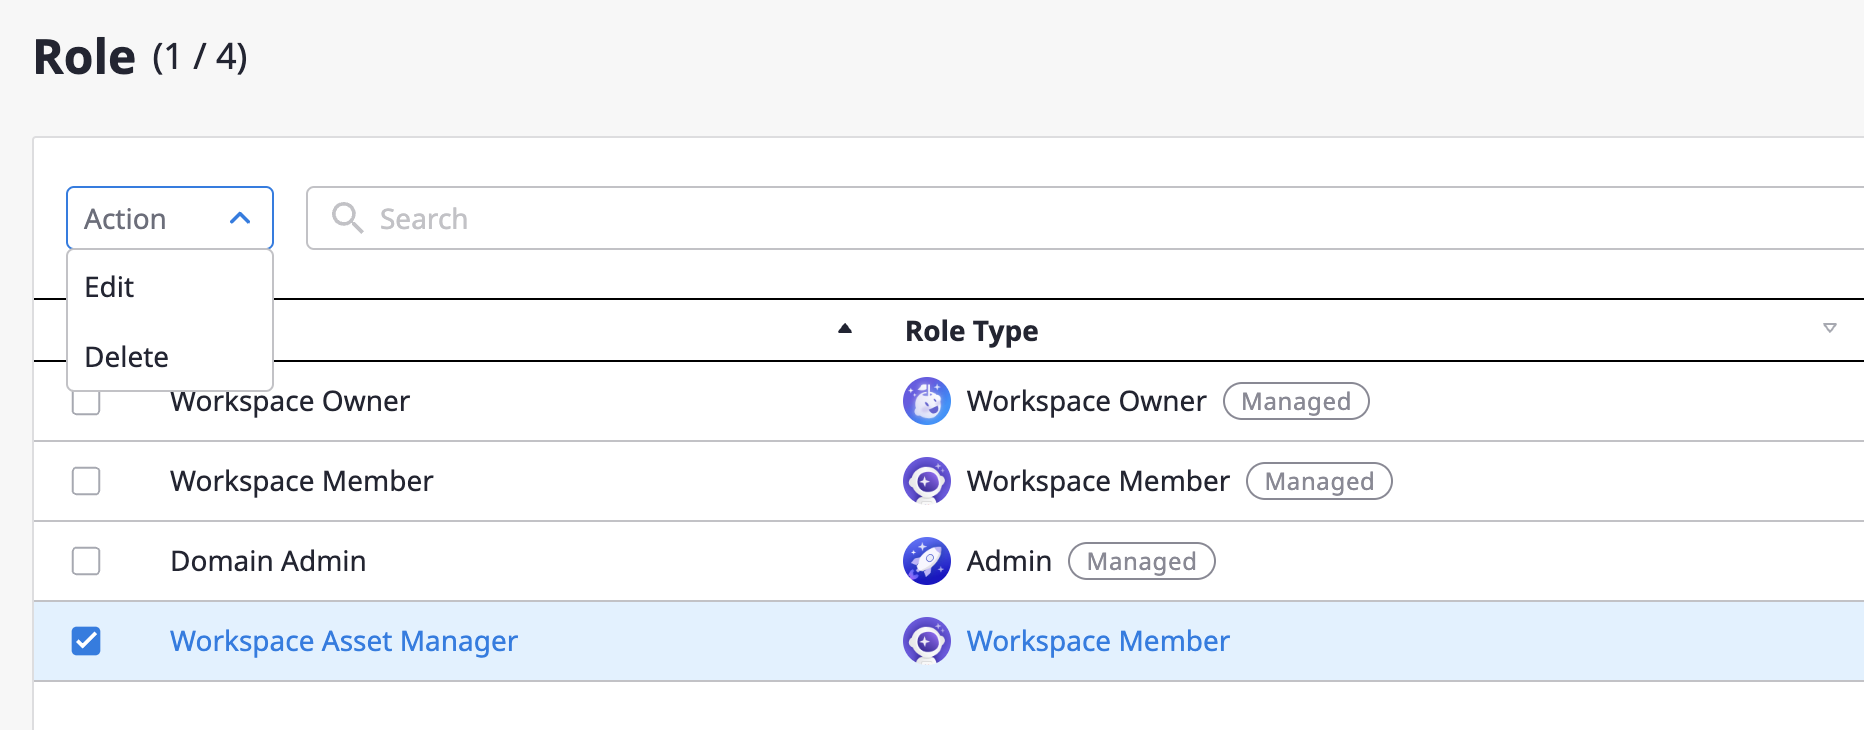 Role (1 / 4)
Action
Search
Edit
Role Type
Delete
Workspace Owner Workspace Owner Managed
Workspace Member Workspace Member Managed
Domain Admin Admin Managed
Workspace Asset Manager Workspace Member